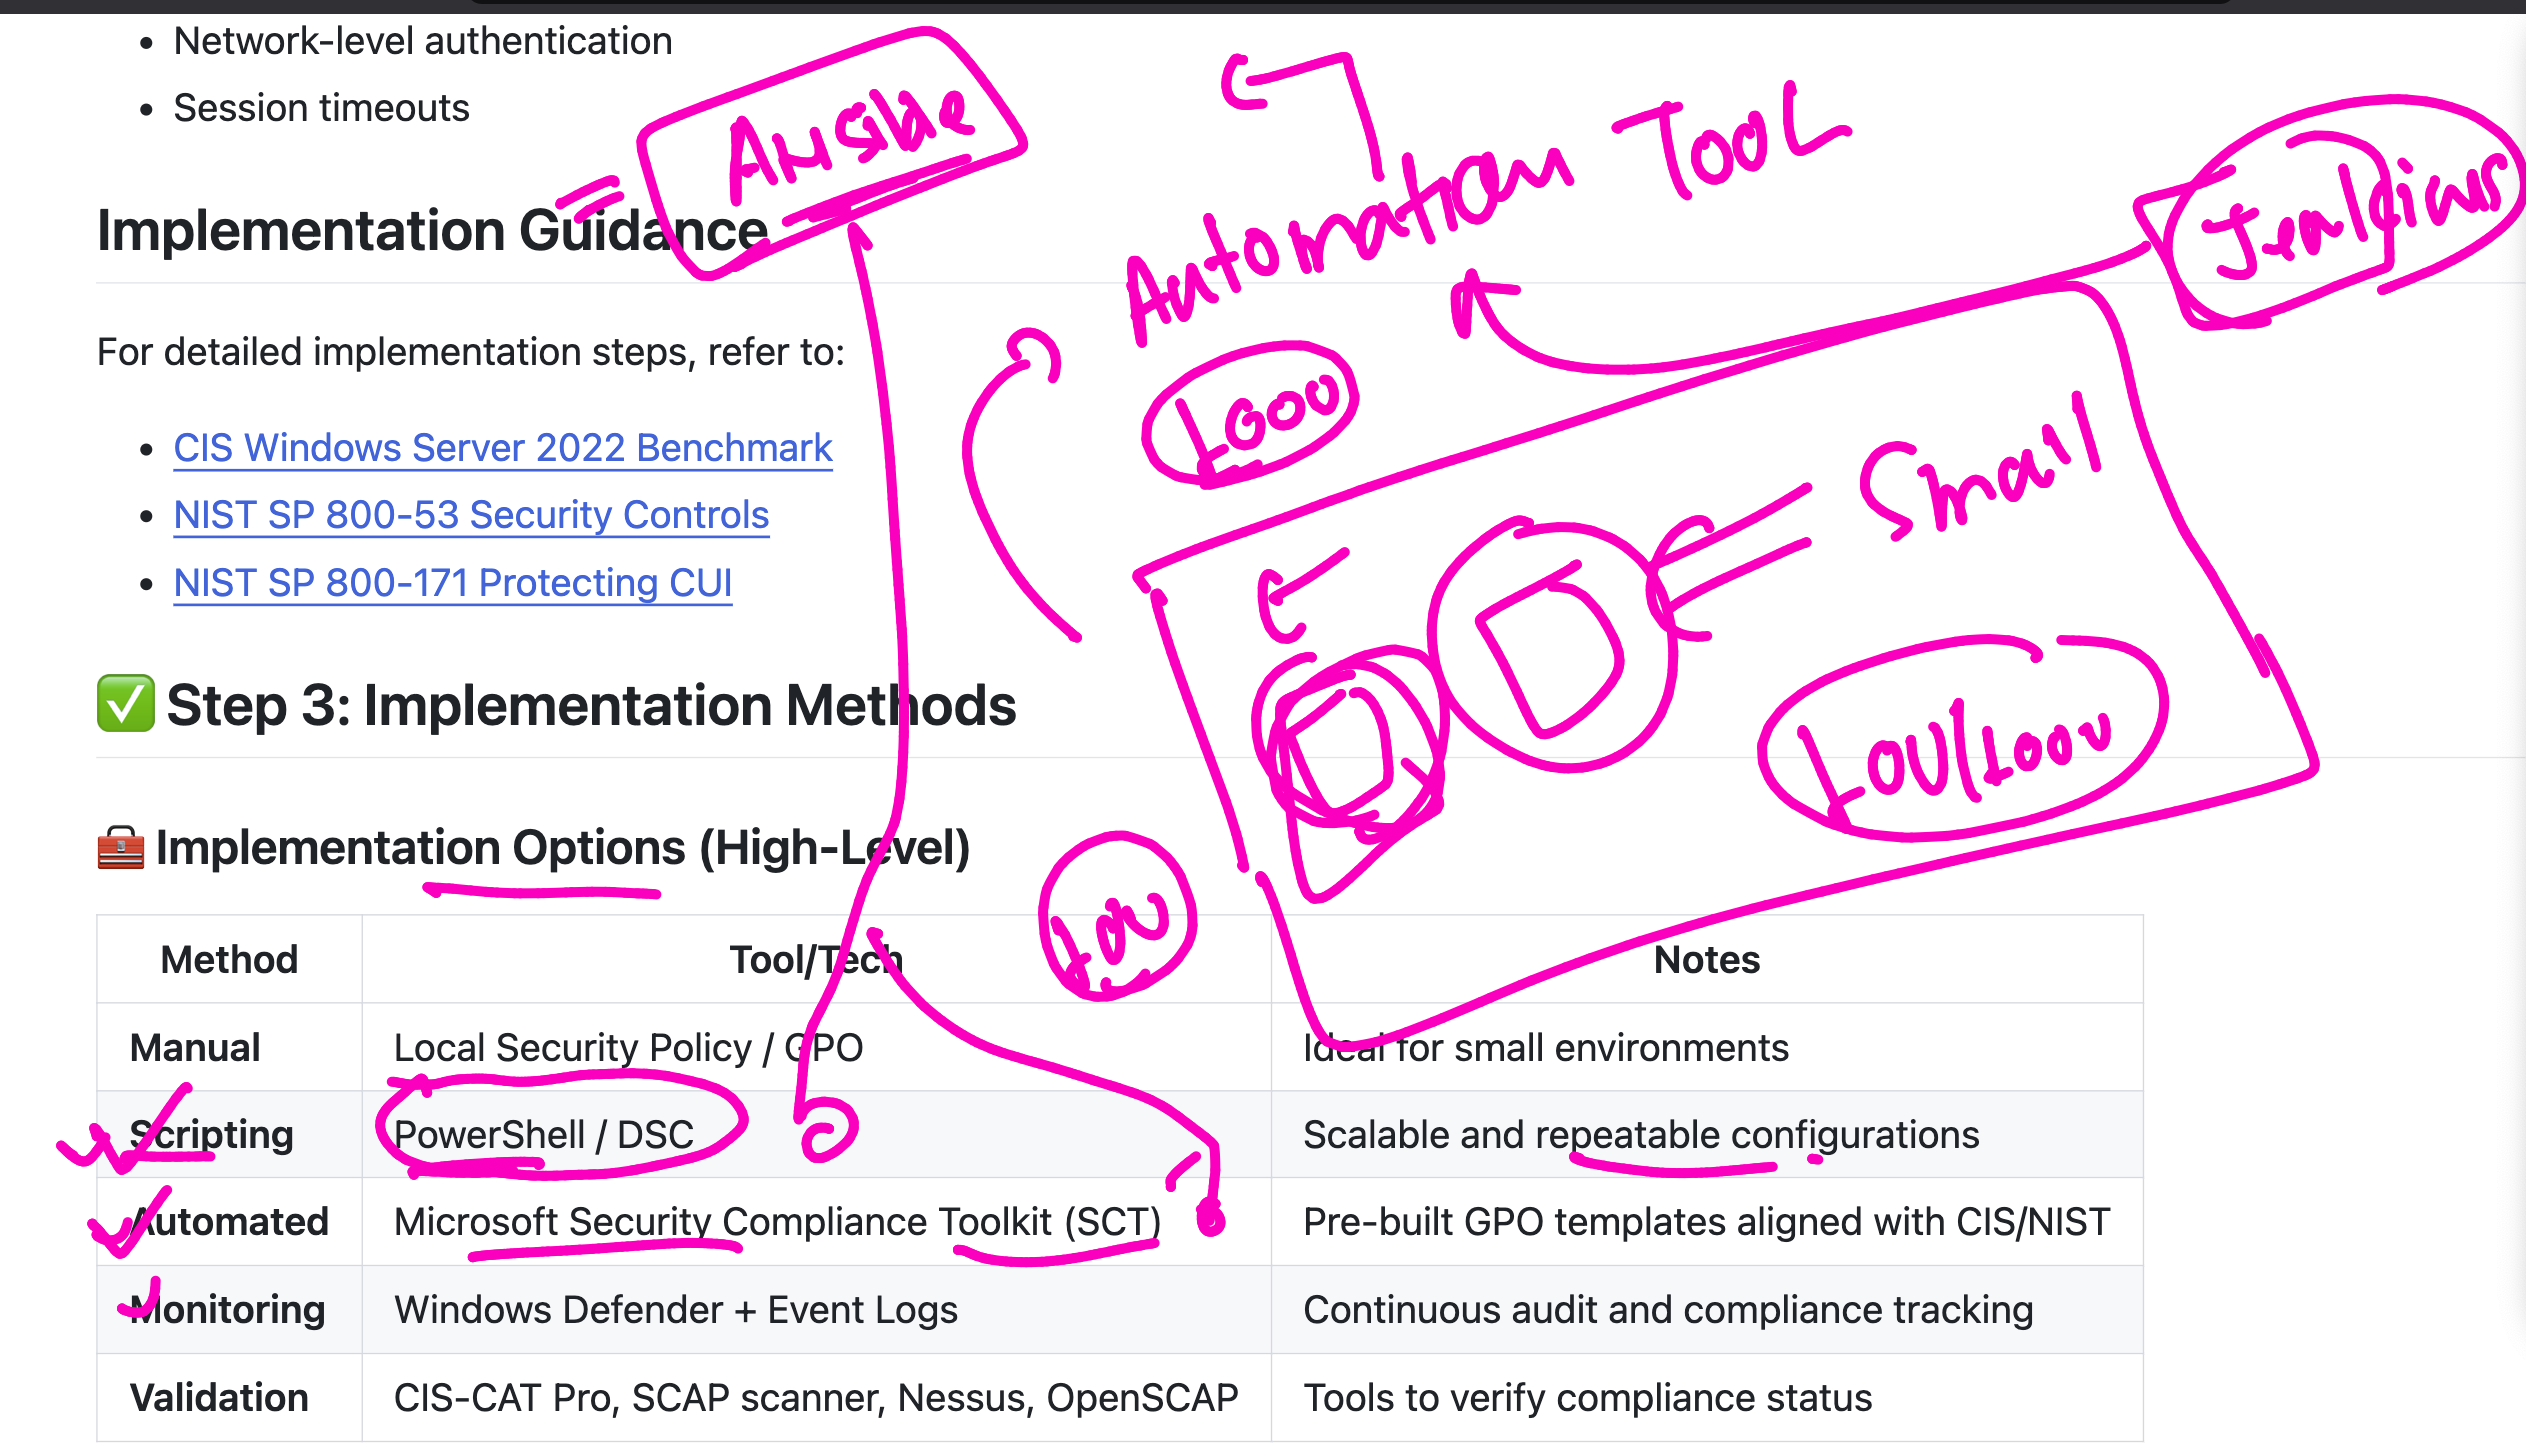 Network-level authentication
Session timeouts
Ansible
Automation Tool
Implementation Guidance
For detailed implementation steps, refer to:
1000
CIS Windows Server 2022 Benchmark
NIST SP 800-53 Security Controls
Small
NIST SP 800-171 Protecting CUI
✅ Step 3: Implementation Methods
100/1000
🧰 Implementation Options (High-Level)
100
Method Tool/Tech Notes
Manual Local Security Policy / GPO Ideal for small environments
Scripting PowerShell / DSC Scalable and repeatable configurations
Automated Microsoft Security Compliance Toolkit (SCT) Pre-built GPO templates aligned with CIS/NIST
Monitoring Windows Defender + Event Logs Continuous audit and compliance tracking
Validation CIS-CAT Pro, SCAP scanner, Nessus, OpenSCAP Tools to verify compliance status